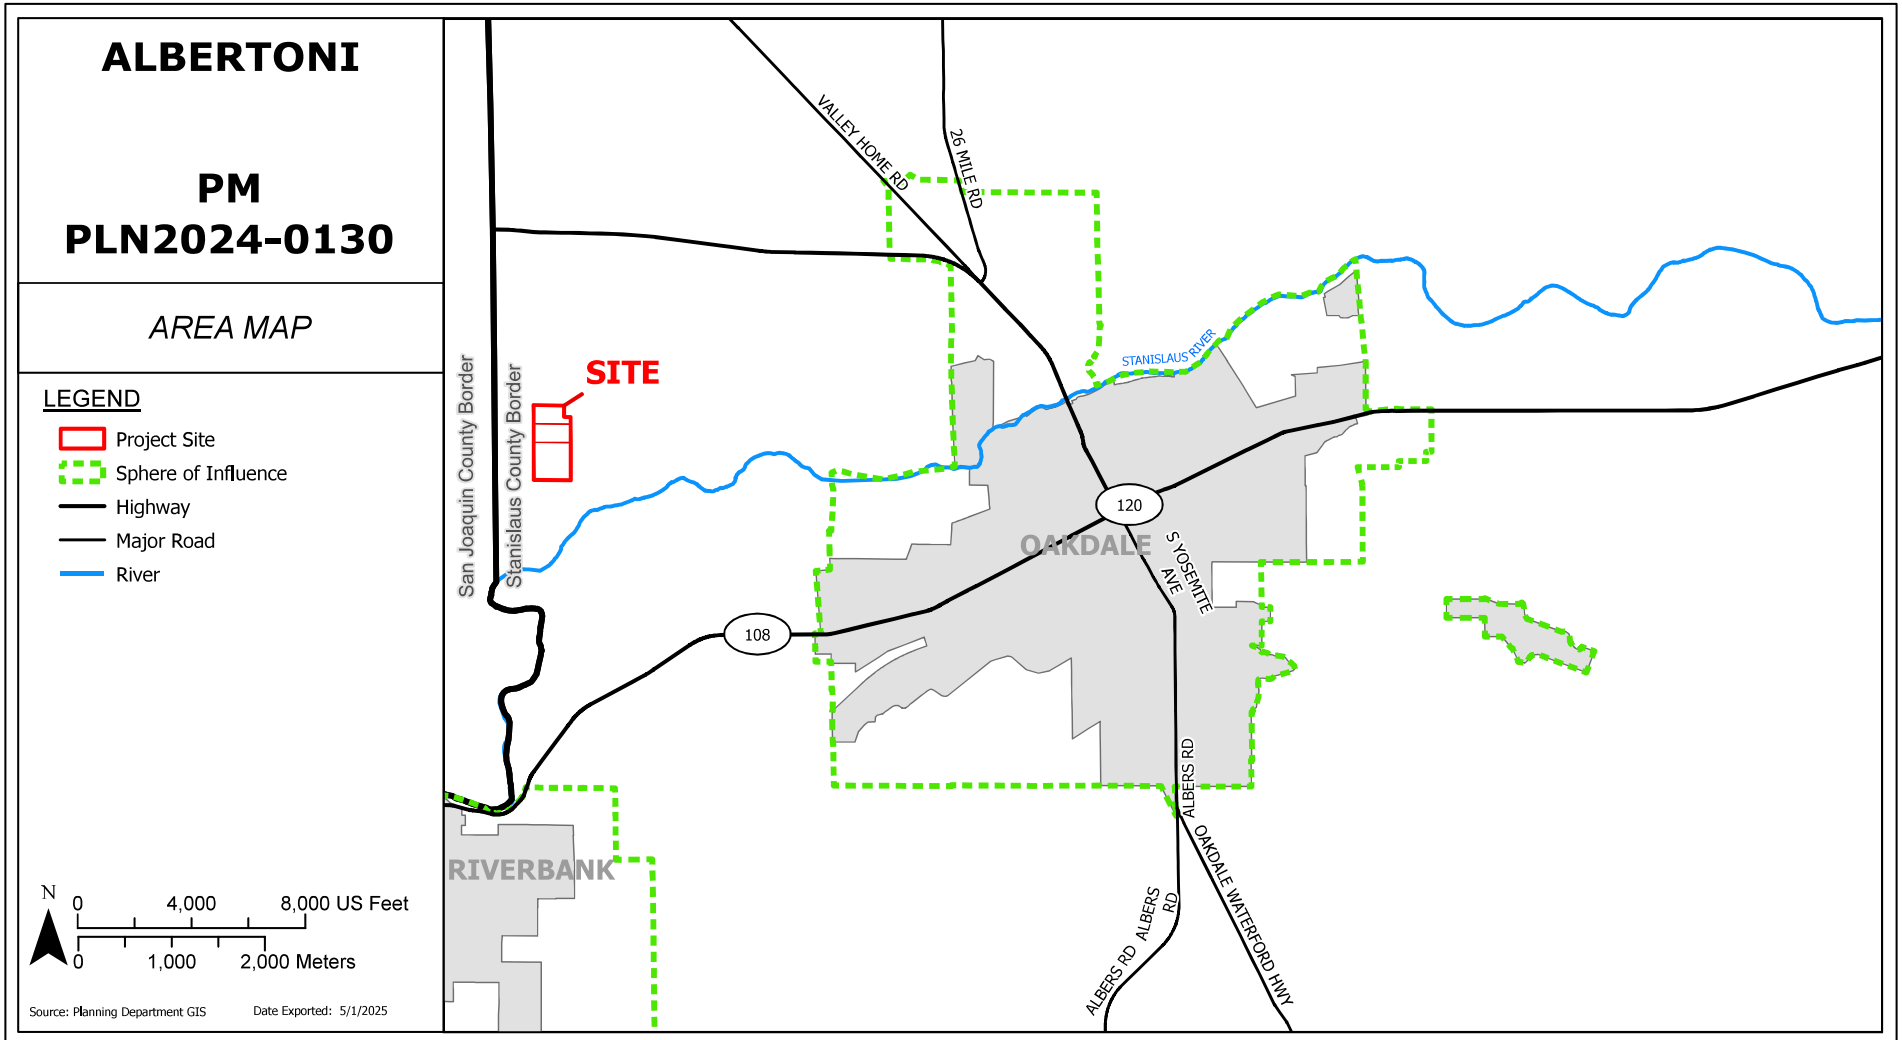 ALBERTONI
PM
PLN2024-0130
AREA MAP
LEGEND
Project Site
Sphere of Influence
Highway
Major Road
River
N
0 4,000 8,000 US Feet
0 1,000 2,000 Meters
Source: Planning Department GIS Date Exported: 5/1/2025
San Joaquin County Border
Stanislaus County Border
SITE
VALLEY HOME RD
26 MILE RD
STANISLAUS RIVER
120
OAKDALE
S YOSEMITE
AVE
108
ALBERS RD
RIVERBANK
OAKDALE WATERFORD HWY
ALBERS
RD
ALBERS RD